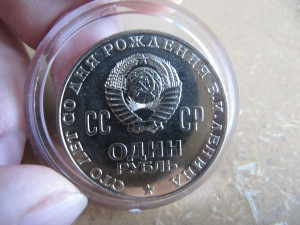 СТО ЛЕТ СО ДНЯ РОЖДЕНИЯ В.И.ЛЕНИНА
СС СР
ОДИН
РУБЛЬ